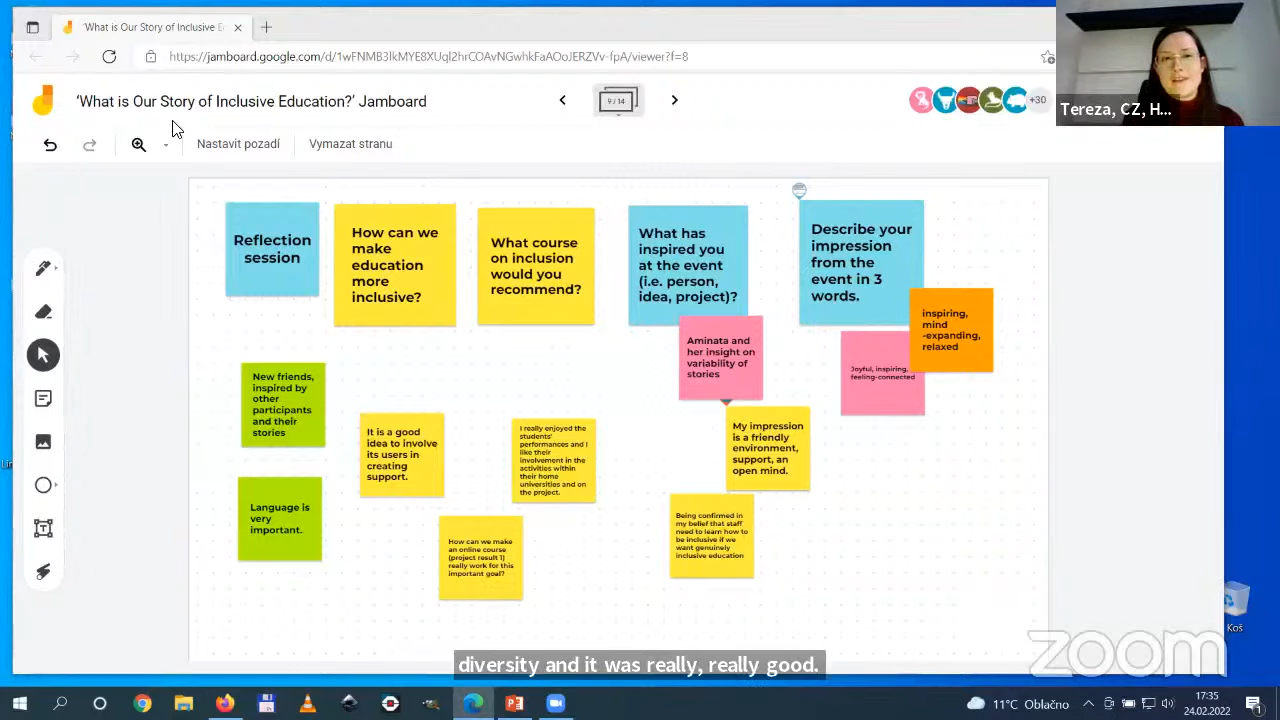 'What is Our Story of Inclusive E
https://jamboard.google.com/d/1wFNMB3lkMYE8XUql2hrCOAvNGwhkFaAOoJERZVv-fpA/viewer?f=8
'What is Our Story of Inclusive Education?' Jamboard
9 / 14
+30
Tereza, CZ, H...
Nastavit pozadí
Vymazat stranu
Reflection
session
How can we
make
education
more
inclusive?
What course
on inclusion
would you
recommend?
What has
inspired you
at the event
(i.e. person,
idea, project)?
Describe your
impression
from the
event in 3
words.
inspiring,
mind
-expanding,
relaxed
Joyful, inspiring,
feeling-connected
Aminata and
her insight on
variability of
stories
New friends,
inspired by
other
participants
and their
stories
It is a good
idea to involve
its users in
creating
support.
I really enjoyed the
students'
performances and I
like their
involvement in the
activities within
their home
universities and on
the project.
My impression
is a friendly
environment,
support, an
open mind.
Language is
very
important.
How can we make
an online course
(project result 1)
really work for this
important goal?
Being confirmed in
my belief that staff
need to learn how to
be inclusive if we
want genuinely
inclusive education
Koš
diversity and it was really, really good.
zoom
11°C Oblačno
17:35
24.02.2022
1